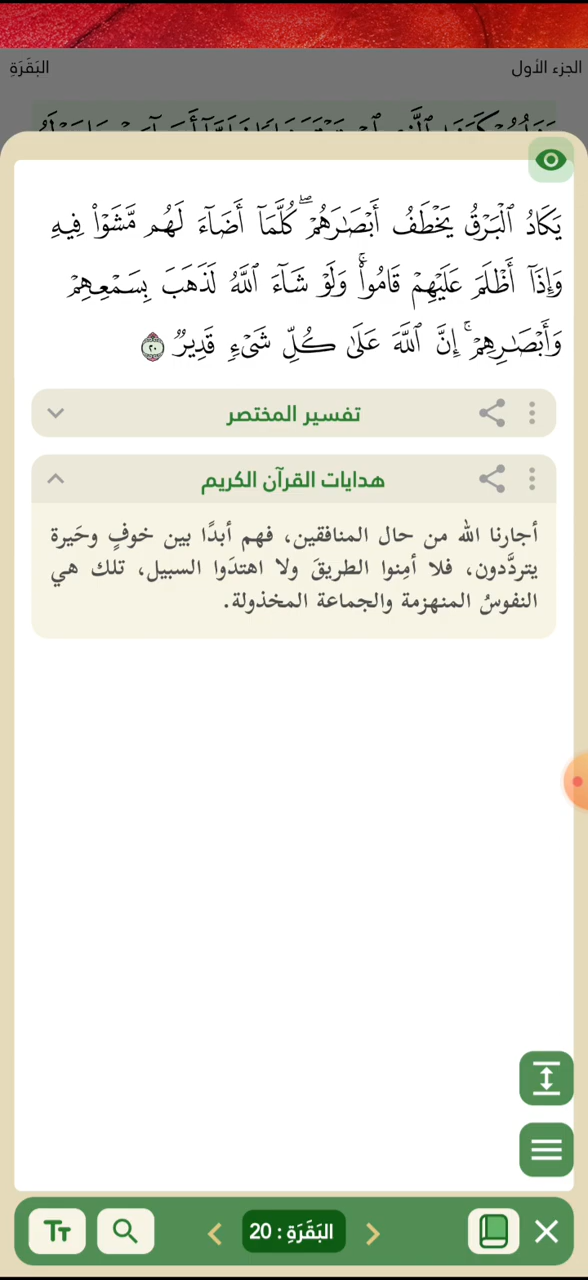 الجزء الأول
البَقَرَةِ
يَكَادُ ٱلۡبَرۡقُ يَخۡطَفُ أَبۡصَٰرَهُمۡۖ كُلَّمَآ أَضَآءَ لَهُم مَّشَوۡاْ فِيهِ
وَإِذَآ أَظۡلَمَ عَلَيۡهِمۡ قَامُواْۚ وَلَوۡ شَآءَ ٱللَّهُ لَذَهَبَ بِسَمۡعِهِمۡ
وَأَبۡصَٰرِهِمۡۚ إِنَّ ٱللَّهَ عَلَىٰ كُلِّ شَيۡءٖ قَدِيرٞ ٢٠
تفسير المختصر
هدايات القرآن الكريم
أجارنا الله من حال المنافقين، فهم أبدًا بين خوفٍ وحَيرة
يتردَّدون، فلا أمِنوا الطريقَ ولا اهتدَوا السبيل، تلك هي
النفوسُ المنهزمة والجماعة المخذولة.
البَقَرَةِ : 20
TT